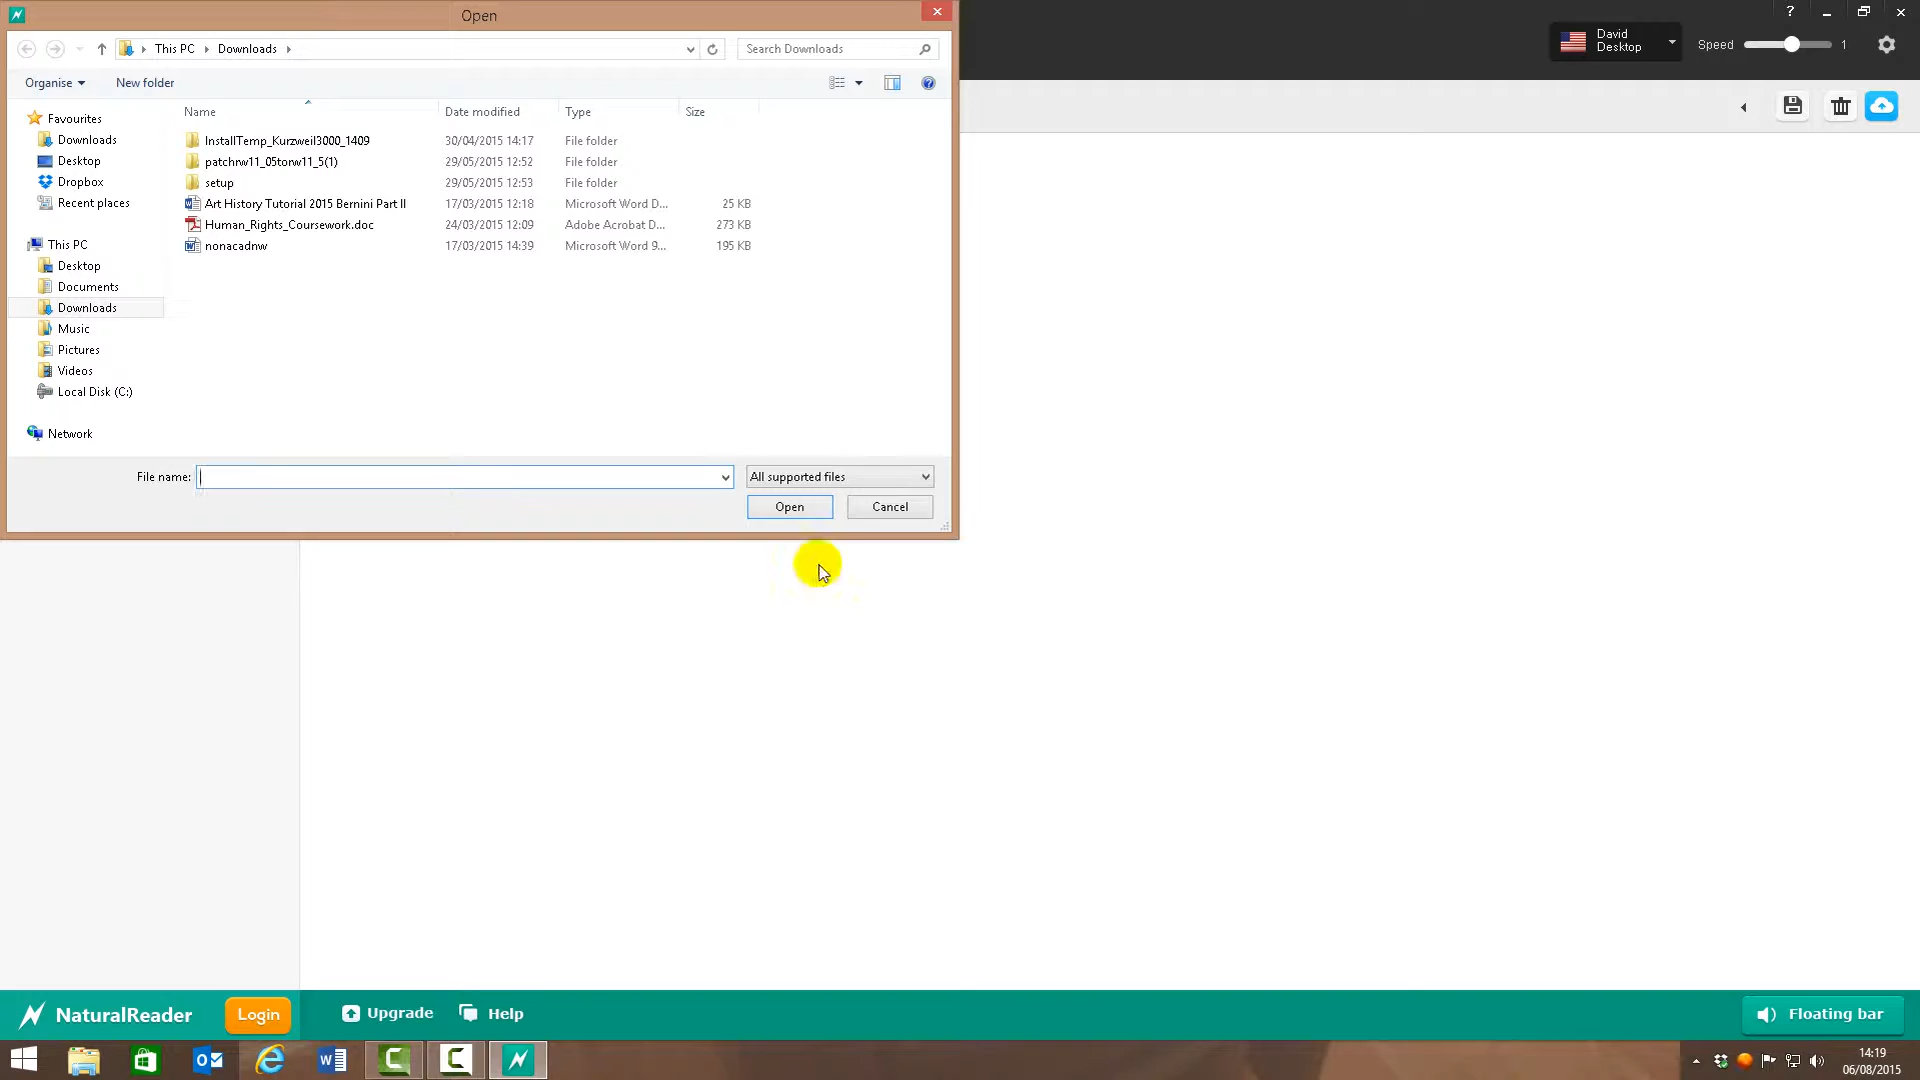 Open
This PC Downloads
Search Downloads
Organise New folder
Name Date modified Type Size
Favourites
Downloads
Desktop
Dropbox
Recent places
This PC
Desktop
Documents
Downloads
Music
Pictures
Videos
Local Disk (C:)
Network
InstallTemp_Kurzweil3000_1409 30/04/2015 14:17 File folder
patchrw11_05torw11_5(1) 29/05/2015 12:52 File folder
setup 29/05/2015 12:53 File folder
Art History Tutorial 2015 Bernini Part II 17/03/2015 12:18 Microsoft Word D... 25 KB
Human_Rights_Coursework.doc 24/03/2015 12:09 Adobe Acrobat D... 273 KB
nonacadnw 17/03/2015 14:39 Microsoft Word 9... 195 KB
File name:
All supported files
Open Cancel
David
Desktop
Speed 1
NaturalReader
Login
Upgrade
Help
Floating bar
14:19
06/08/2015